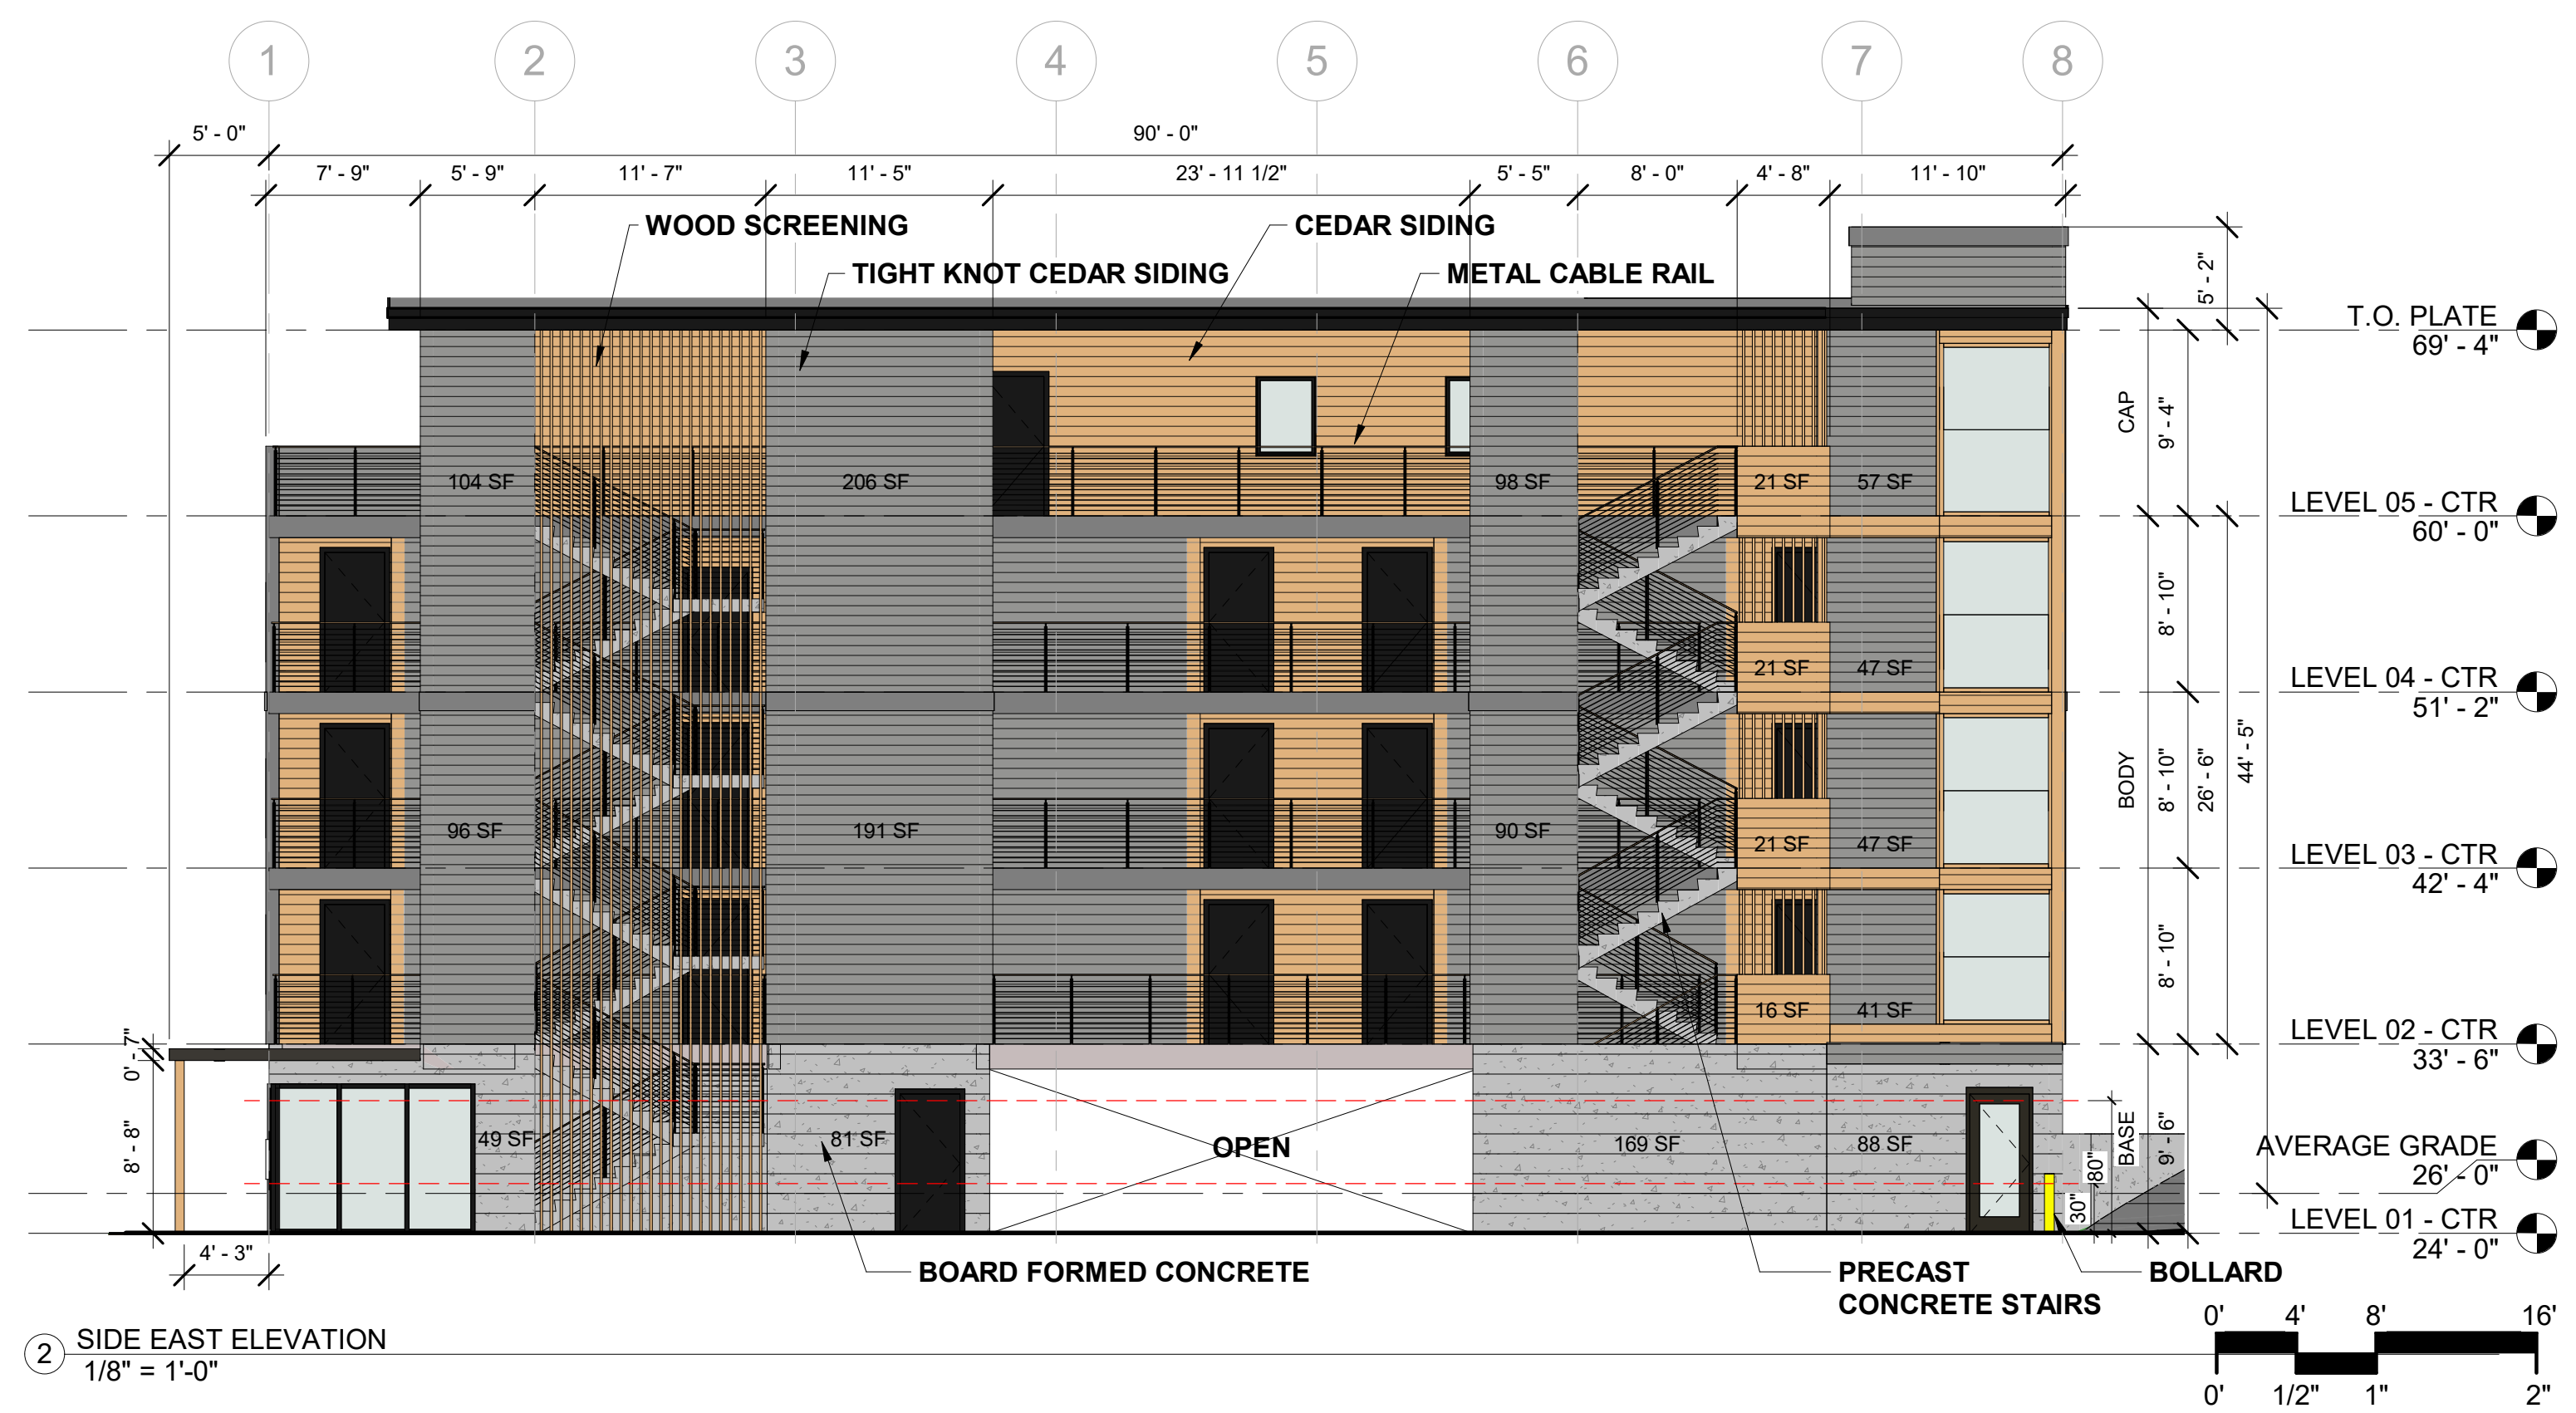 1 2 3 4 5 6 7 8
5' - 0" 90' - 0"
7' - 9" 5' - 9" 11' - 7" 11' - 5" 23' - 11 1/2" 5' - 5" 8' - 0" 4' - 8" 11' - 10"
WOOD SCREENING
CEDAR SIDING
TIGHT KNOT CEDAR SIDING
METAL CABLE RAIL
5' - 2"
T.O. PLATE
69' - 4"
CAP
9' - 4"
104 SF 206 SF 98 SF 21 SF 57 SF
LEVEL 05 - CTR
60' - 0"
8' - 10"
21 SF 47 SF
LEVEL 04 - CTR
51' - 2"
BODY
8' - 10"
26' - 6"
44' - 5"
96 SF 191 SF 90 SF 21 SF 47 SF
LEVEL 03 - CTR
42' - 4"
8' - 10"
16 SF 41 SF
LEVEL 02 - CTR
33' - 6"
0' - 7"
8' - 8"
49 SF 81 SF OPEN 169 SF 88 SF
BASE
9' - 6"
80"
30"
AVERAGE GRADE
26' - 0"
LEVEL 01 - CTR
24' - 0"
4' - 3"
BOARD FORMED CONCRETE
PRECAST
CONCRETE STAIRS
BOLLARD
2 SIDE EAST ELEVATION
1/8" = 1'-0"
0' 4' 8' 16'
0' 1/2" 1" 2"